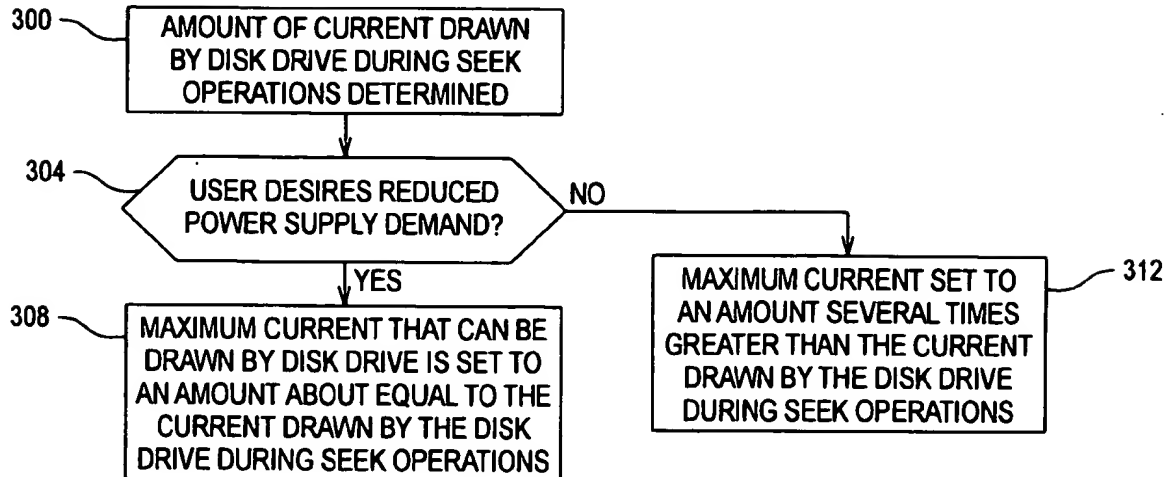 300
AMOUNT OF CURRENT DRAWN
BY DISK DRIVE DURING SEEK
OPERATIONS DETERMINED
304
USER DESIRES REDUCED
POWER SUPPLY DEMAND?
NO
YES
308
MAXIMUM CURRENT THAT CAN BE
DRAWN BY DISK DRIVE IS SET TO
AN AMOUNT ABOUT EQUAL TO THE
CURRENT DRAWN BY THE DISK
DRIVE DURING SEEK OPERATIONS
312
MAXIMUM CURRENT SET TO
AN AMOUNT SEVERAL TIMES
GREATER THAN THE CURRENT
DRAWN BY THE DISK DRIVE
DURING SEEK OPERATIONS